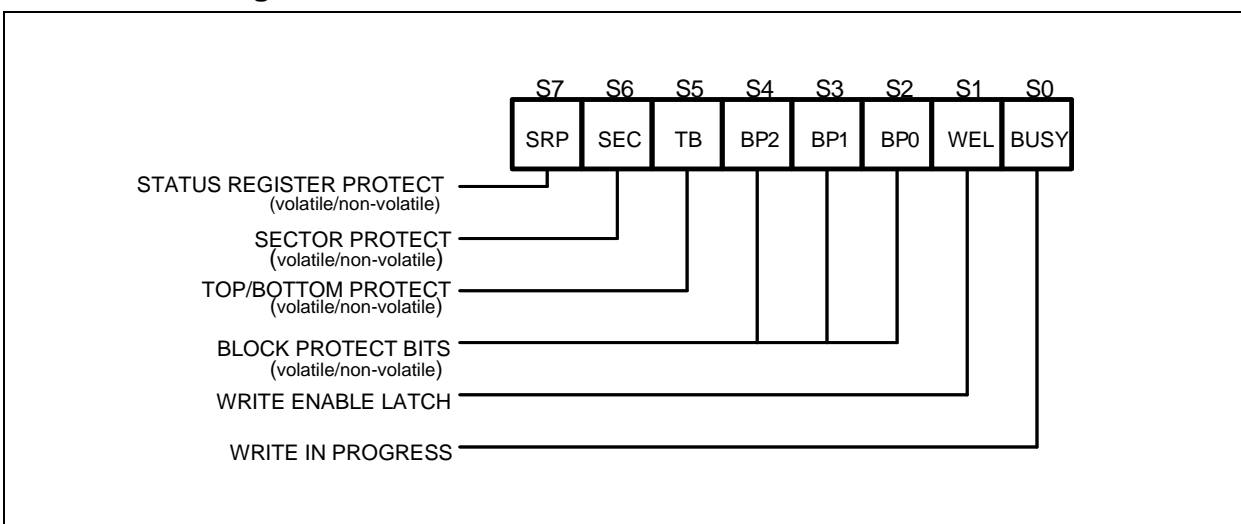 S7 S6 S5 S4 S3 S2 S1 S0
SRP SEC TB BP2 BP1 BP0 WEL BUSY
STATUS REGISTER PROTECT
(volatile/non-volatile)
SECTOR PROTECT
(volatile/non-volatile)
TOP/BOTTOM PROTECT
(volatile/non-volatile)
BLOCK PROTECT BITS
(volatile/non-volatile)
WRITE ENABLE LATCH
WRITE IN PROGRESS